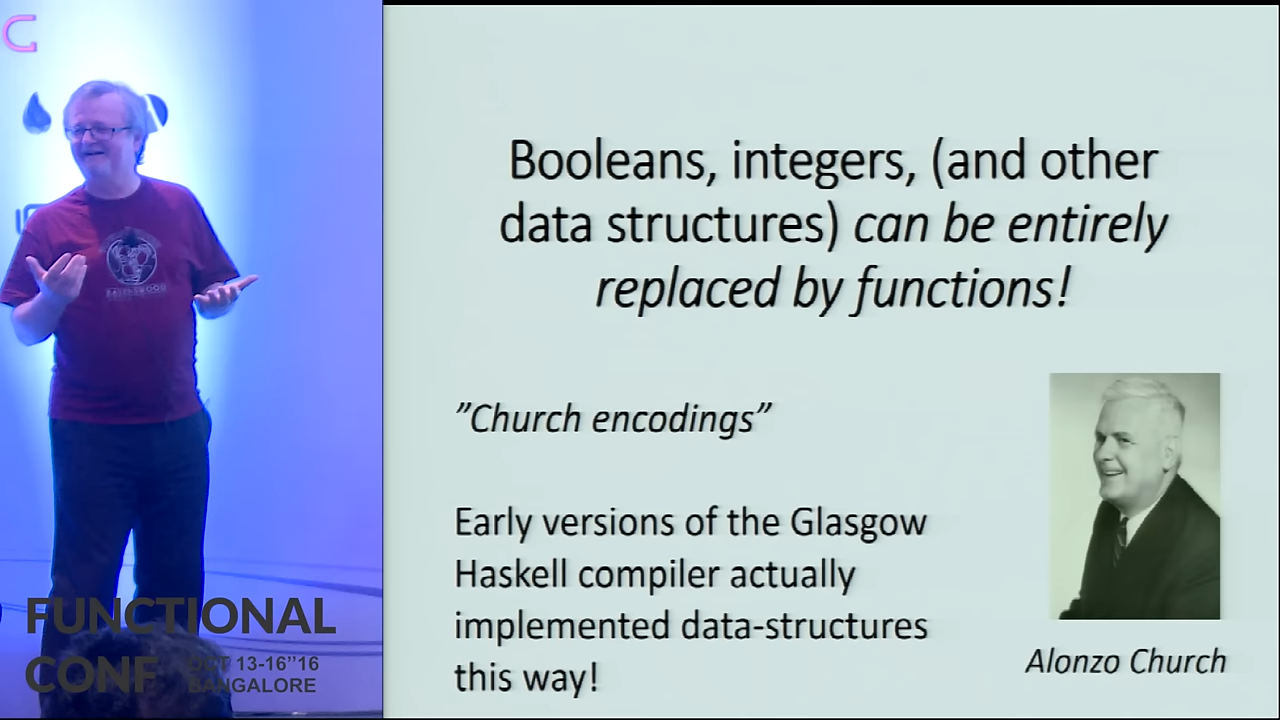 Booleans, integers, (and other
data structures) can be entirely
replaced by functions!
”Church encodings”
Early versions of the Glasgow
Haskell compiler actually
implemented data-structures
this way!
Alonzo Church
FUNCTIONAL
CONF
OCT 13-16”16
BANGALORE